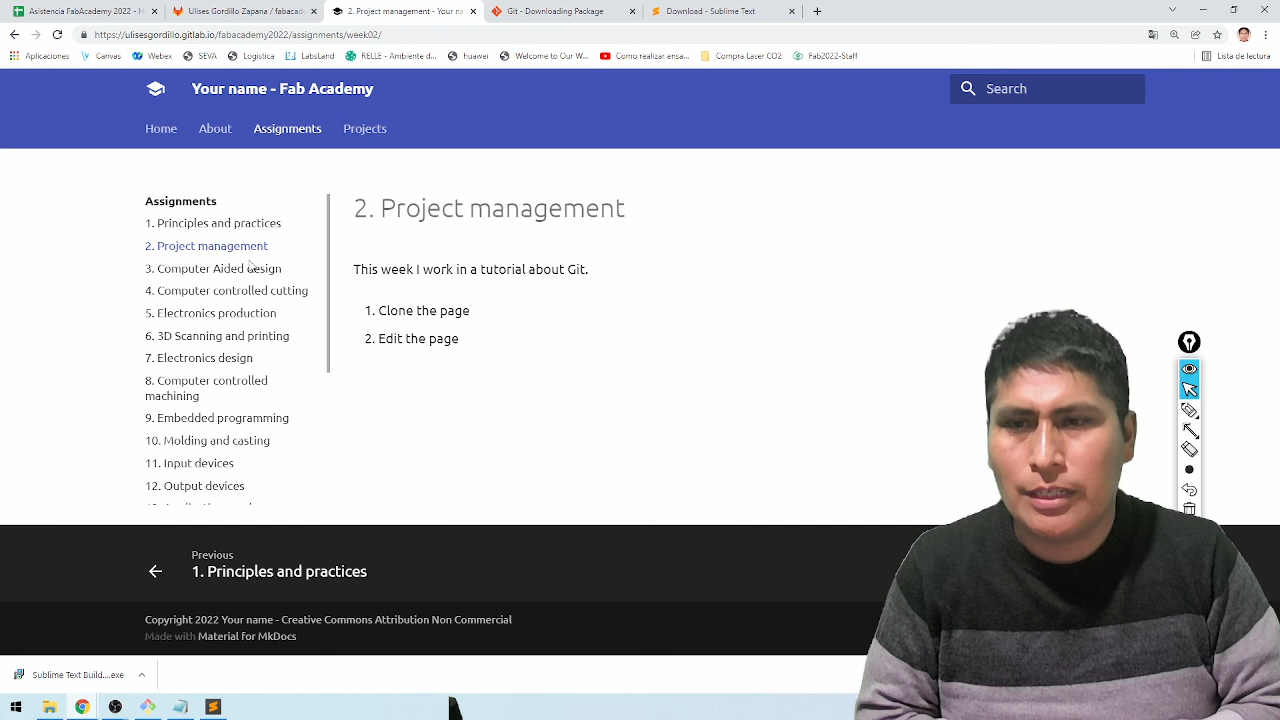 Asistencia FabAcademy 2022 - H
Ulises Gordillo Zapana / fabacad
2. Project management - Your na
Git - Downloading Package
Download - Sublime Text
https://ulisesgordillo.gitlab.io/fabacademy2022/assignments/week02/
Aplicaciones
Canvas
Webex
SEVA
Logistica
Labsland
RELLE - Ambiente d...
huawei
Welcome to Our W...
Como realizar ensa...
Compra Laser CO2
Fab2022-Staff
Lista de lectura
Your name - Fab Academy
Search
Home
About
Assignments
Projects
Assignments
1. Principles and practices
2. Project management
3. Computer Aided design
4. Computer controlled cutting
5. Electronics production
6. 3D Scanning and printing
7. Electronics design
8. Computer controlled
machining
9. Embedded programming
10. Molding and casting
11. Input devices
12. Output devices
2. Project management
This week I work in a tutorial about Git.
1. Clone the page
2. Edit the page
Previous
1. Principles and practices
Copyright 2022 Your name - Creative Commons Attribution Non Commercial
Made with Material for MkDocs
Sublime Text Build....exe